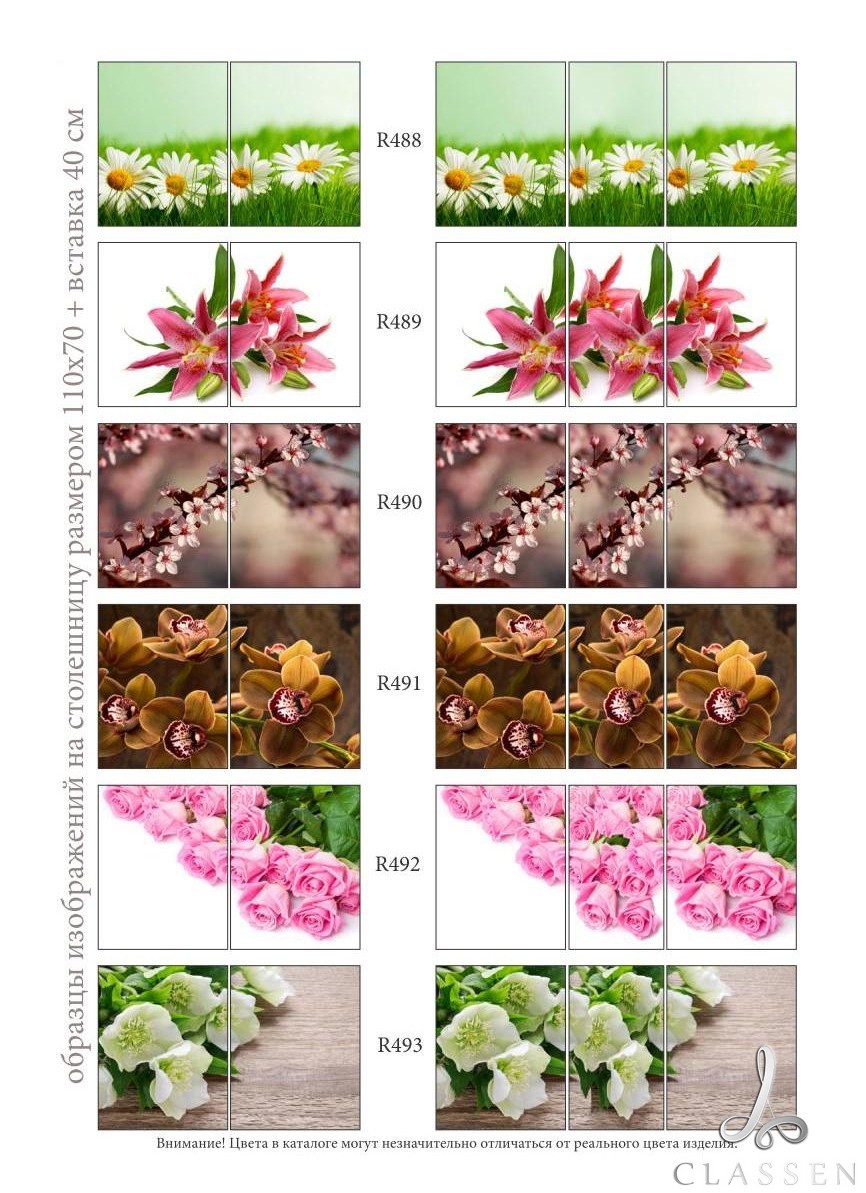 образцы изображений на столешницу размером 110x70 + вставка 40 см
R488
R489
R490
R491
R492
R493
Внимание! Цвета в каталоге могут незначительно отличаться от реального цвета изделия.
CLASSEN